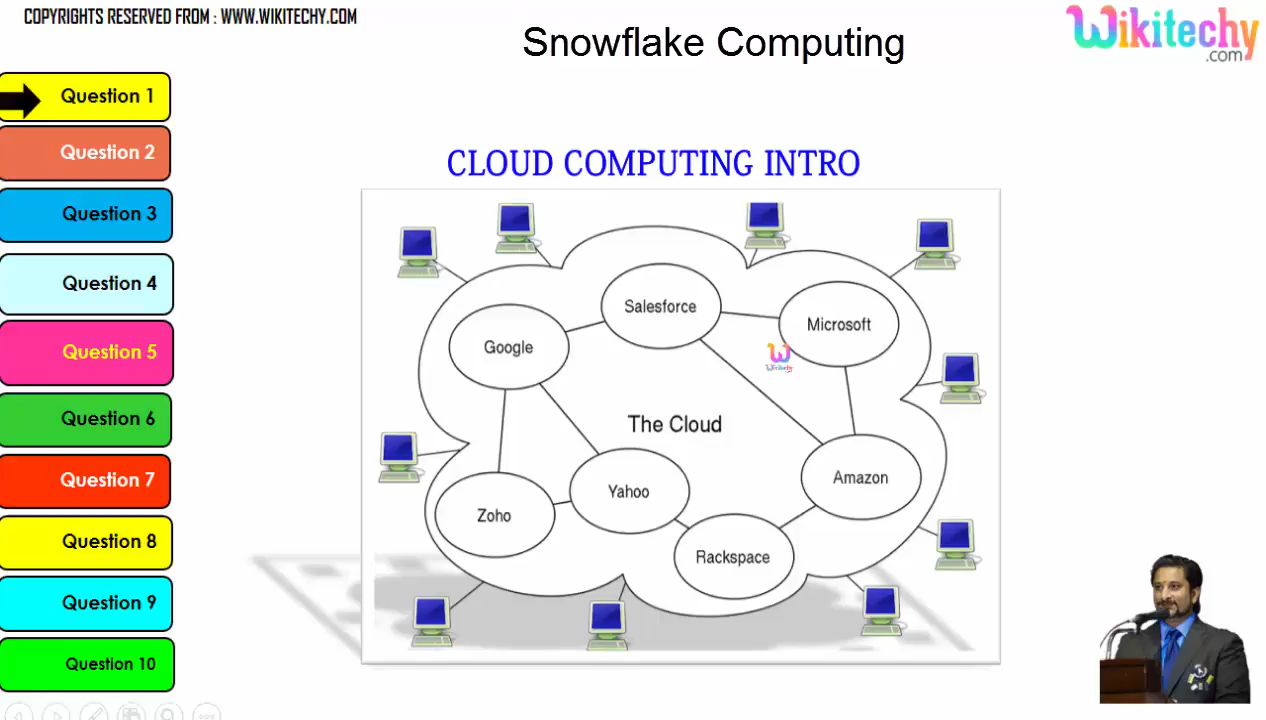 COPYRIGHTS RESERVED FROM : WWW.WIKITECHY.COM
Snowflake Computing
Wikitechy
.com
Question 1
Question 2
Question 3
Question 4
Question 5
Question 6
Question 7
Question 8
Question 9
Question 10
CLOUD COMPUTING INTRO
Salesforce
Microsoft
Google
W
Wikitechy
The Cloud
Amazon
Yahoo
Zoho
Rackspace